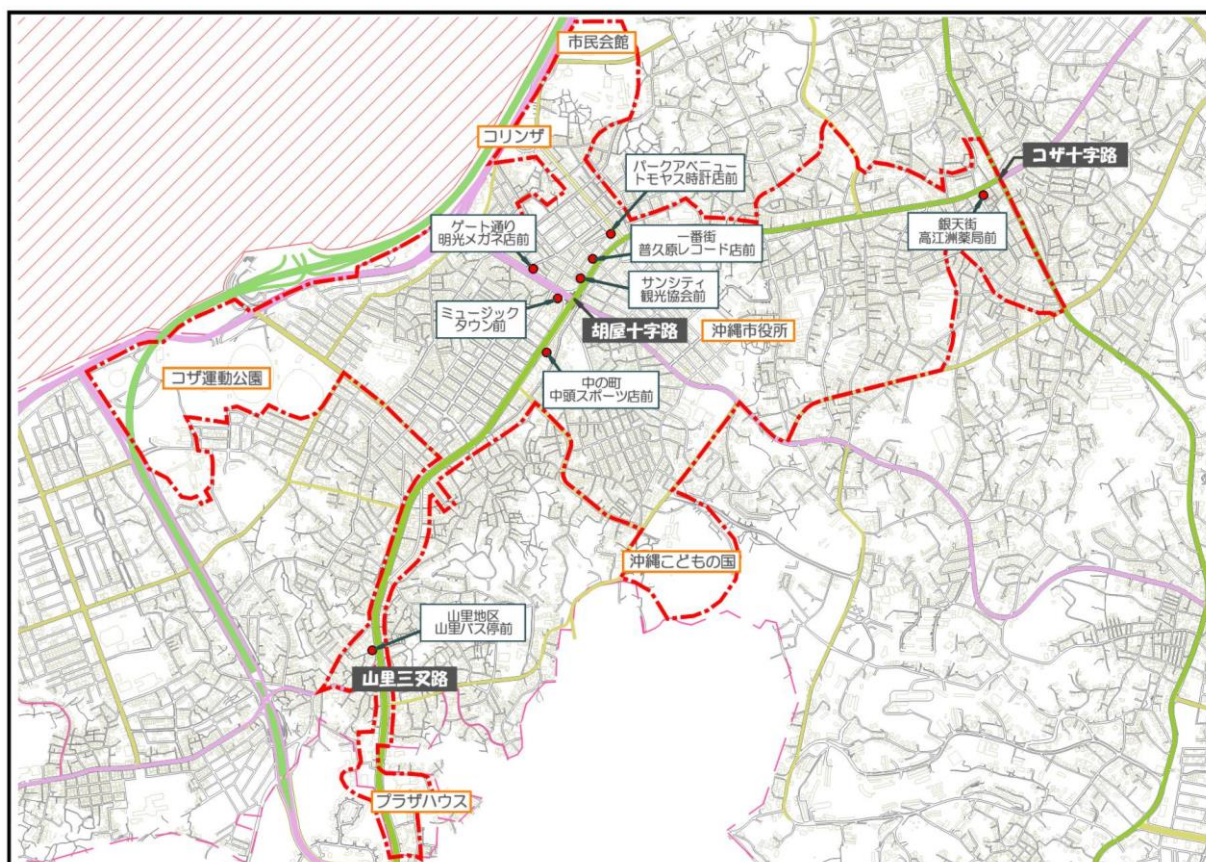 市民会館
コリンザ
パークアベニュー
トモヤス時計店前
コザ十字路
ゲート通り
明光メガネ店前
一番街
普久原レコード店前
銀天街
高江洲薬局前
サンシティ
観光協会前
ミュージック
タウン前
胡屋十字路
沖縄市役所
コザ運動公園
中の町
中頭スポーツ店前
沖縄こどもの国
山里地区
山里バス停前
山里三叉路
プラザハウス